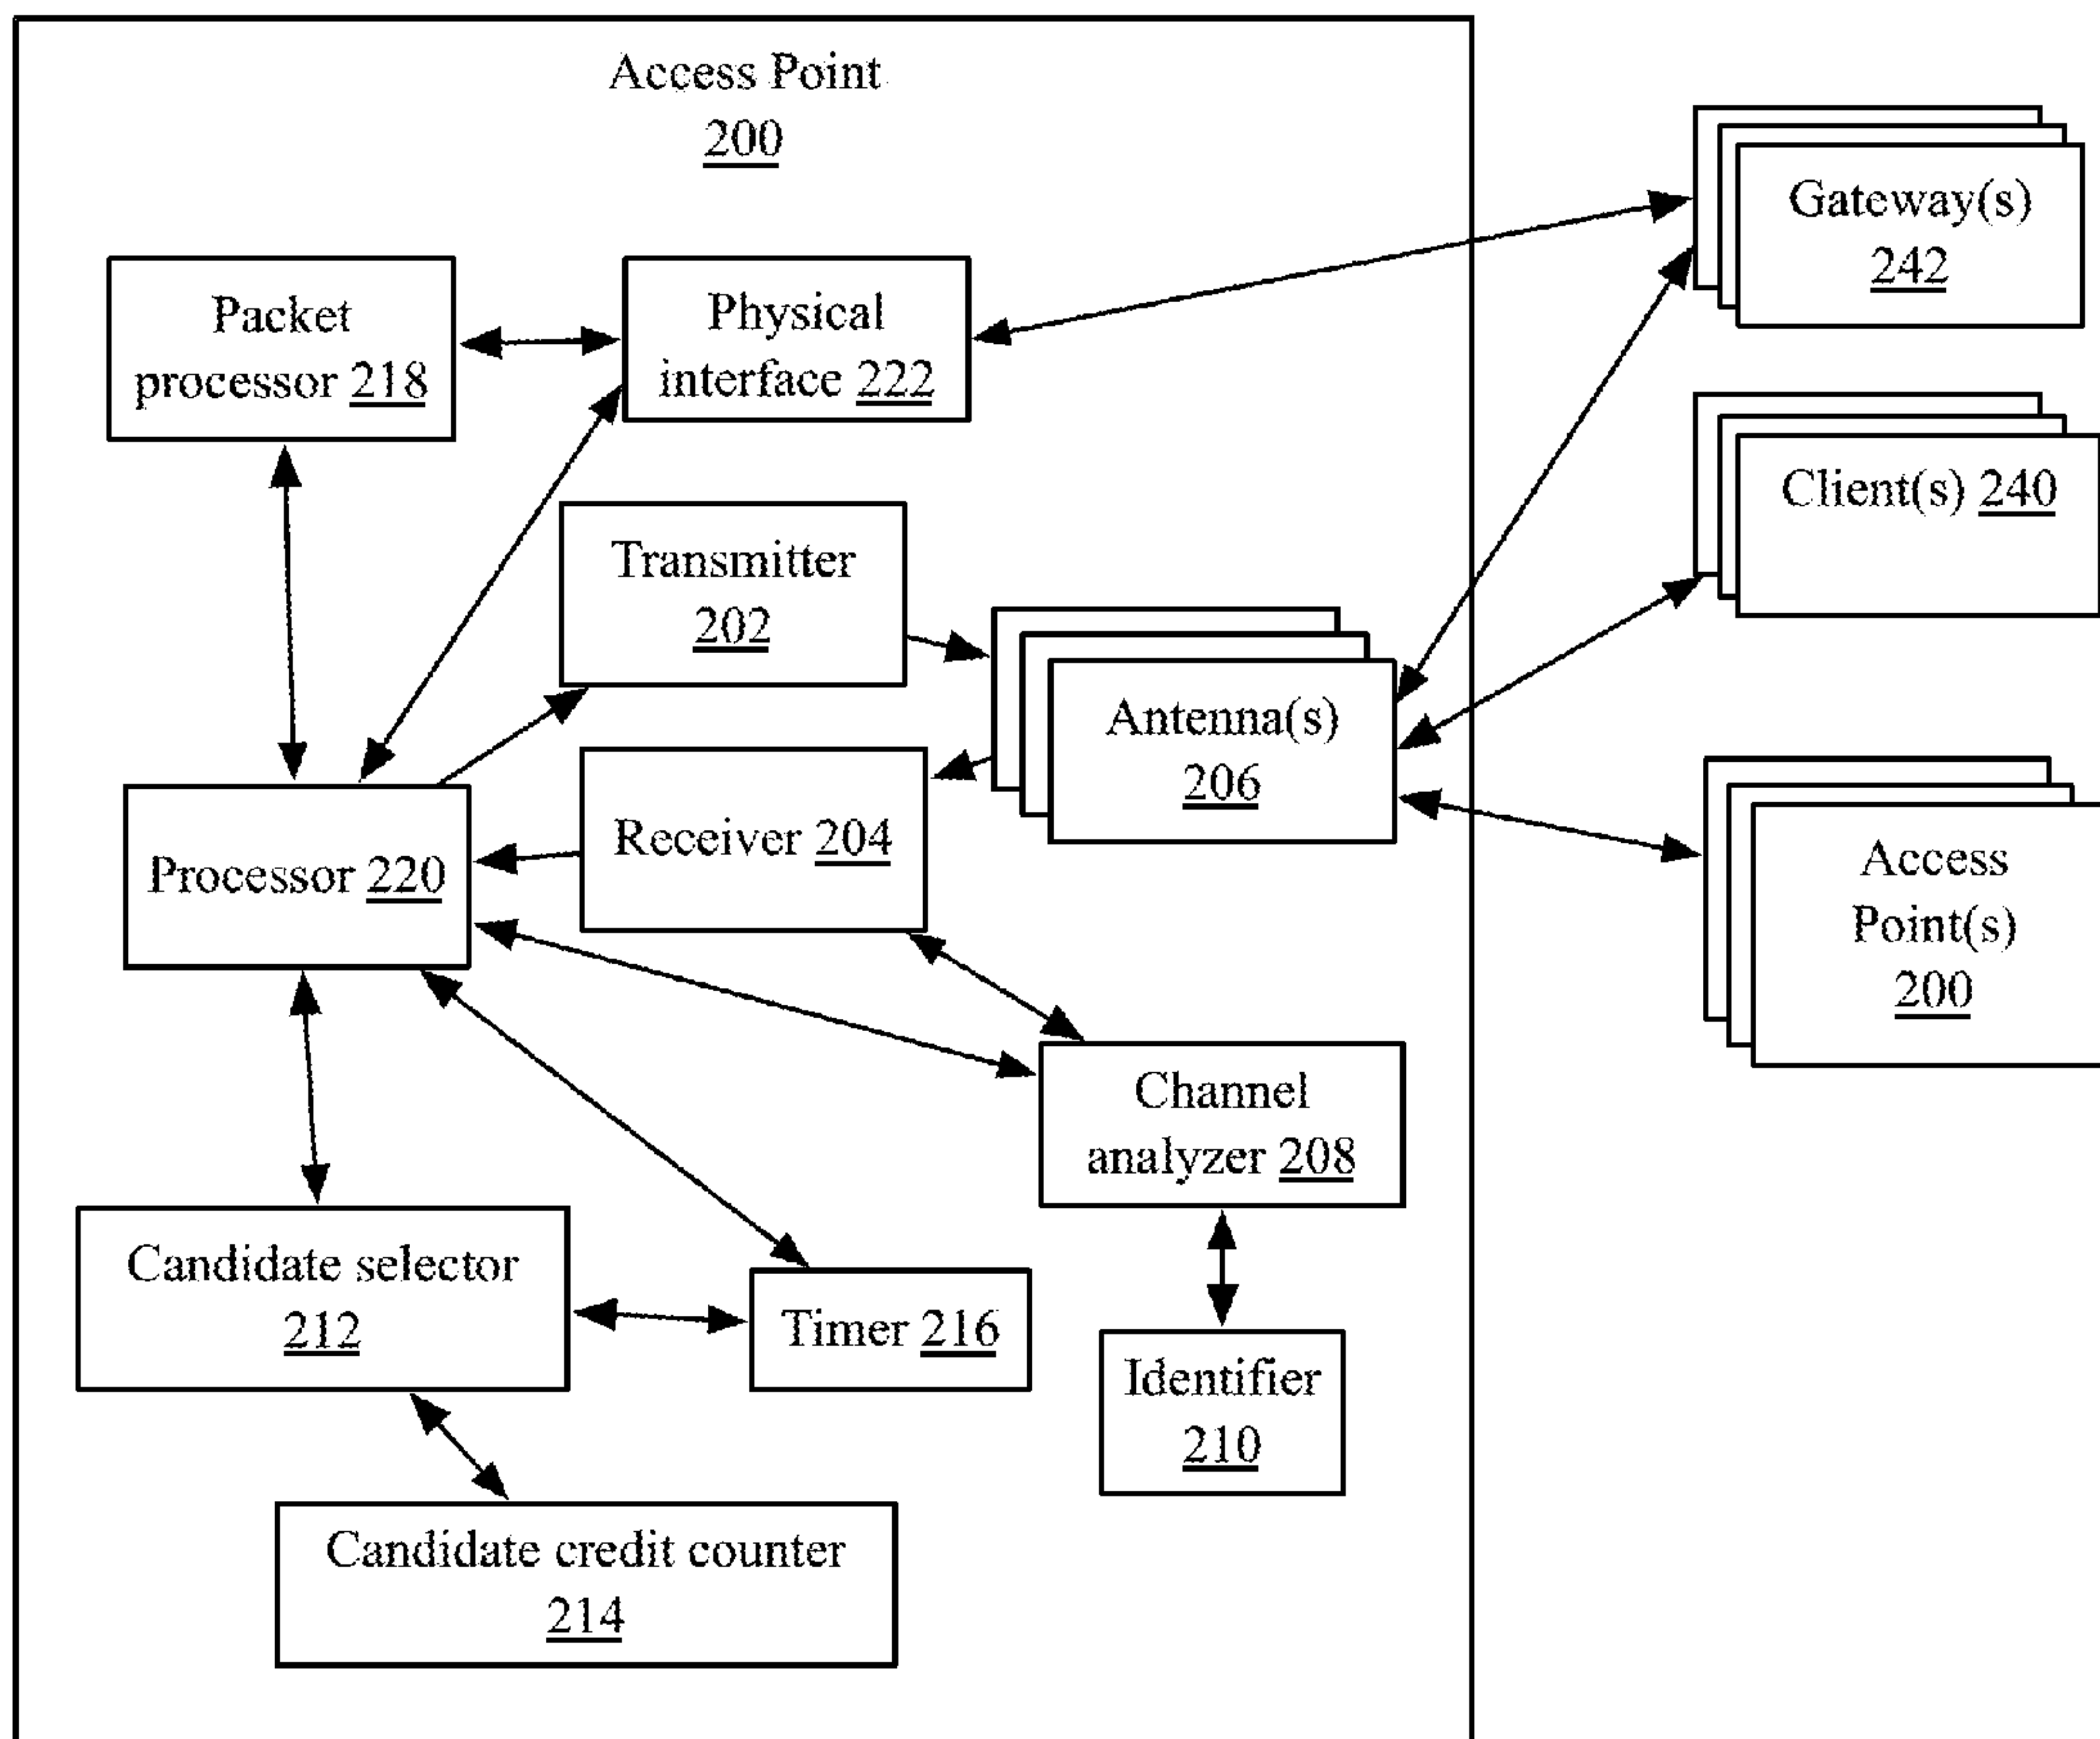 Access Point
200
Gateway(s)
242
Packet
processor 218
Physical
interface 222
Client(s) 240
Transmitter
202
Antenna(s)
206
Receiver 204
Processor 220
Access
Point(s)
200
Channel
analyzer 208
Candidate selector
212
Timer 216
Identifier
210
Candidate credit counter
214